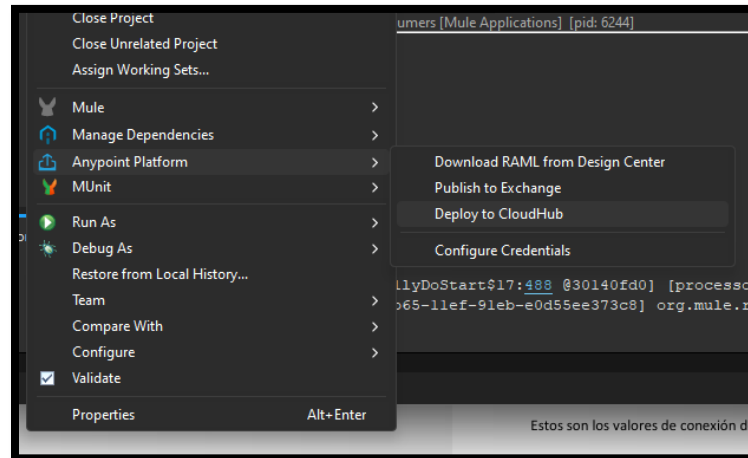 Close Project
umers [Mule Applications] [pid: 6244]
Close Unrelated Project
Assign Working Sets...
Mule
Manage Dependencies
Anypoint Platform
MUnit
Run As
Debug As
Restore from Local History...
Team
Compare With
Configure
Validate
Properties Alt+Enter
Download RAML from Design Center
Publish to Exchange
Deploy to CloudHub
Configure Credentials
llyDoStart$17:488 @30140fd0] [processo
b65-11ef-91eb-e0d55ee373c8] org.mule.r
Estos son los valores de conexión d